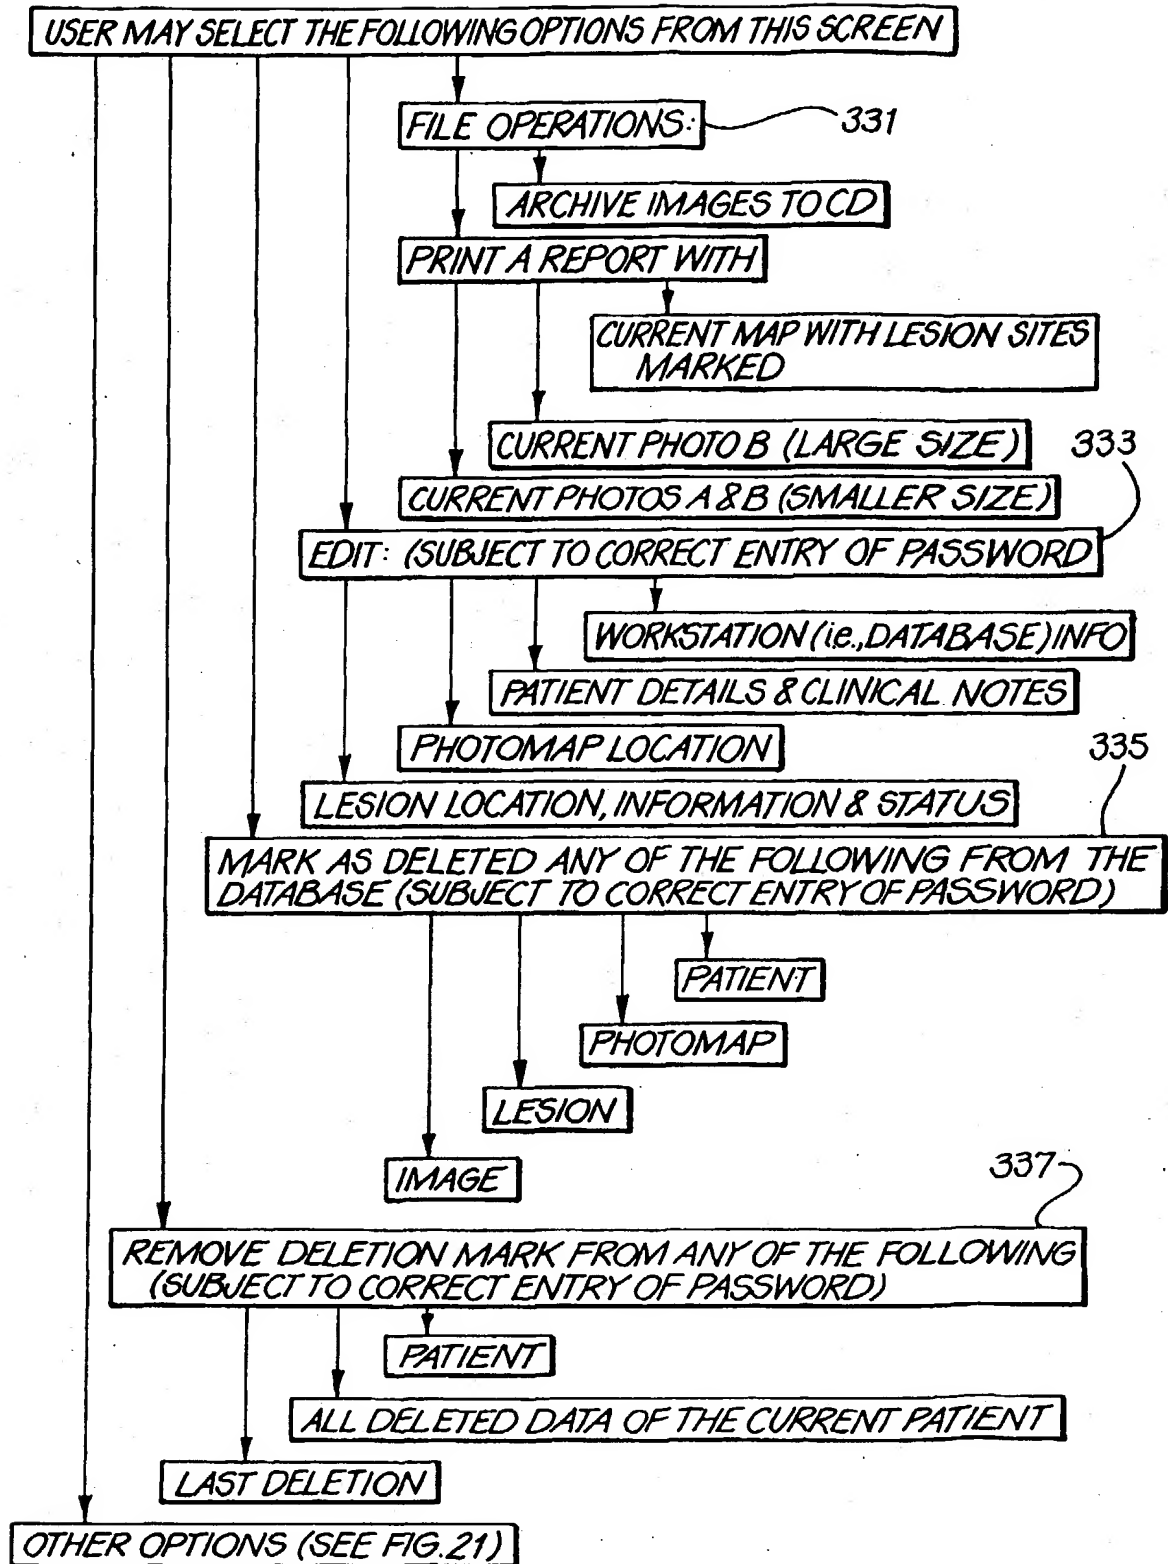 USER MAY SELECT THE FOLLOWING OPTIONS FROM THIS SCREEN
FILE OPERATIONS:
331
ARCHIVE IMAGES TO CD
PRINT A REPORT WITH
CURRENT MAP WITH LESION SITES
MARKED
CURRENT PHOTO B (LARGE SIZE)
333
CURRENT PHOTOS A & B (SMALLER SIZE)
EDIT: (SUBJECT TO CORRECT ENTRY OF PASSWORD
WORKSTATION (i.e., DATABASE) INFO
PATIENT DETAILS & CLINICAL NOTES
PHOTOMAP LOCATION
335
LESION LOCATION, INFORMATION & STATUS
MARK AS DELETED ANY OF THE FOLLOWING FROM THE
DATABASE (SUBJECT TO CORRECT ENTRY OF PASSWORD)
PATIENT
PHOTOMAP
LESION
IMAGE
337
REMOVE DELETION MARK FROM ANY OF THE FOLLOWING
(SUBJECT TO CORRECT ENTRY OF PASSWORD)
PATIENT
ALL DELETED DATA OF THE CURRENT PATIENT
LAST DELETION
OTHER OPTIONS (SEE FIG. 21)